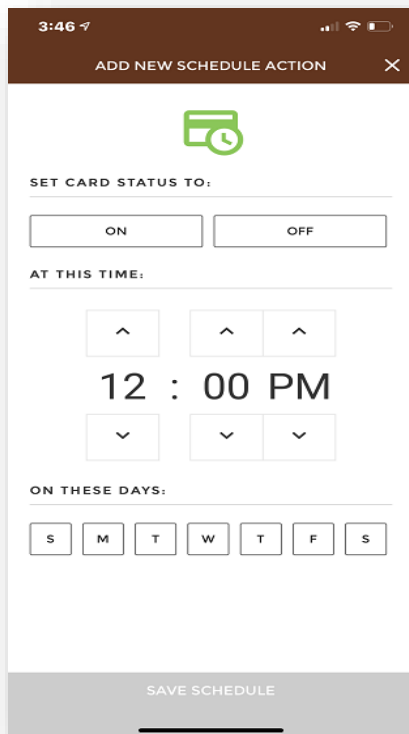 3:46
ADD NEW SCHEDULE ACTION
SET CARD STATUS TO:
ON OFF
AT THIS TIME:
12 : 00 PM
ON THESE DAYS:
S M T W T F S
SAVE SCHEDULE